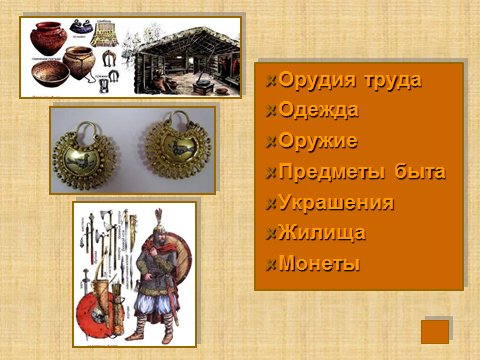 Орудия труда
Одежда
Оружие
Предметы быта
Украшения
Жилища
Монеты